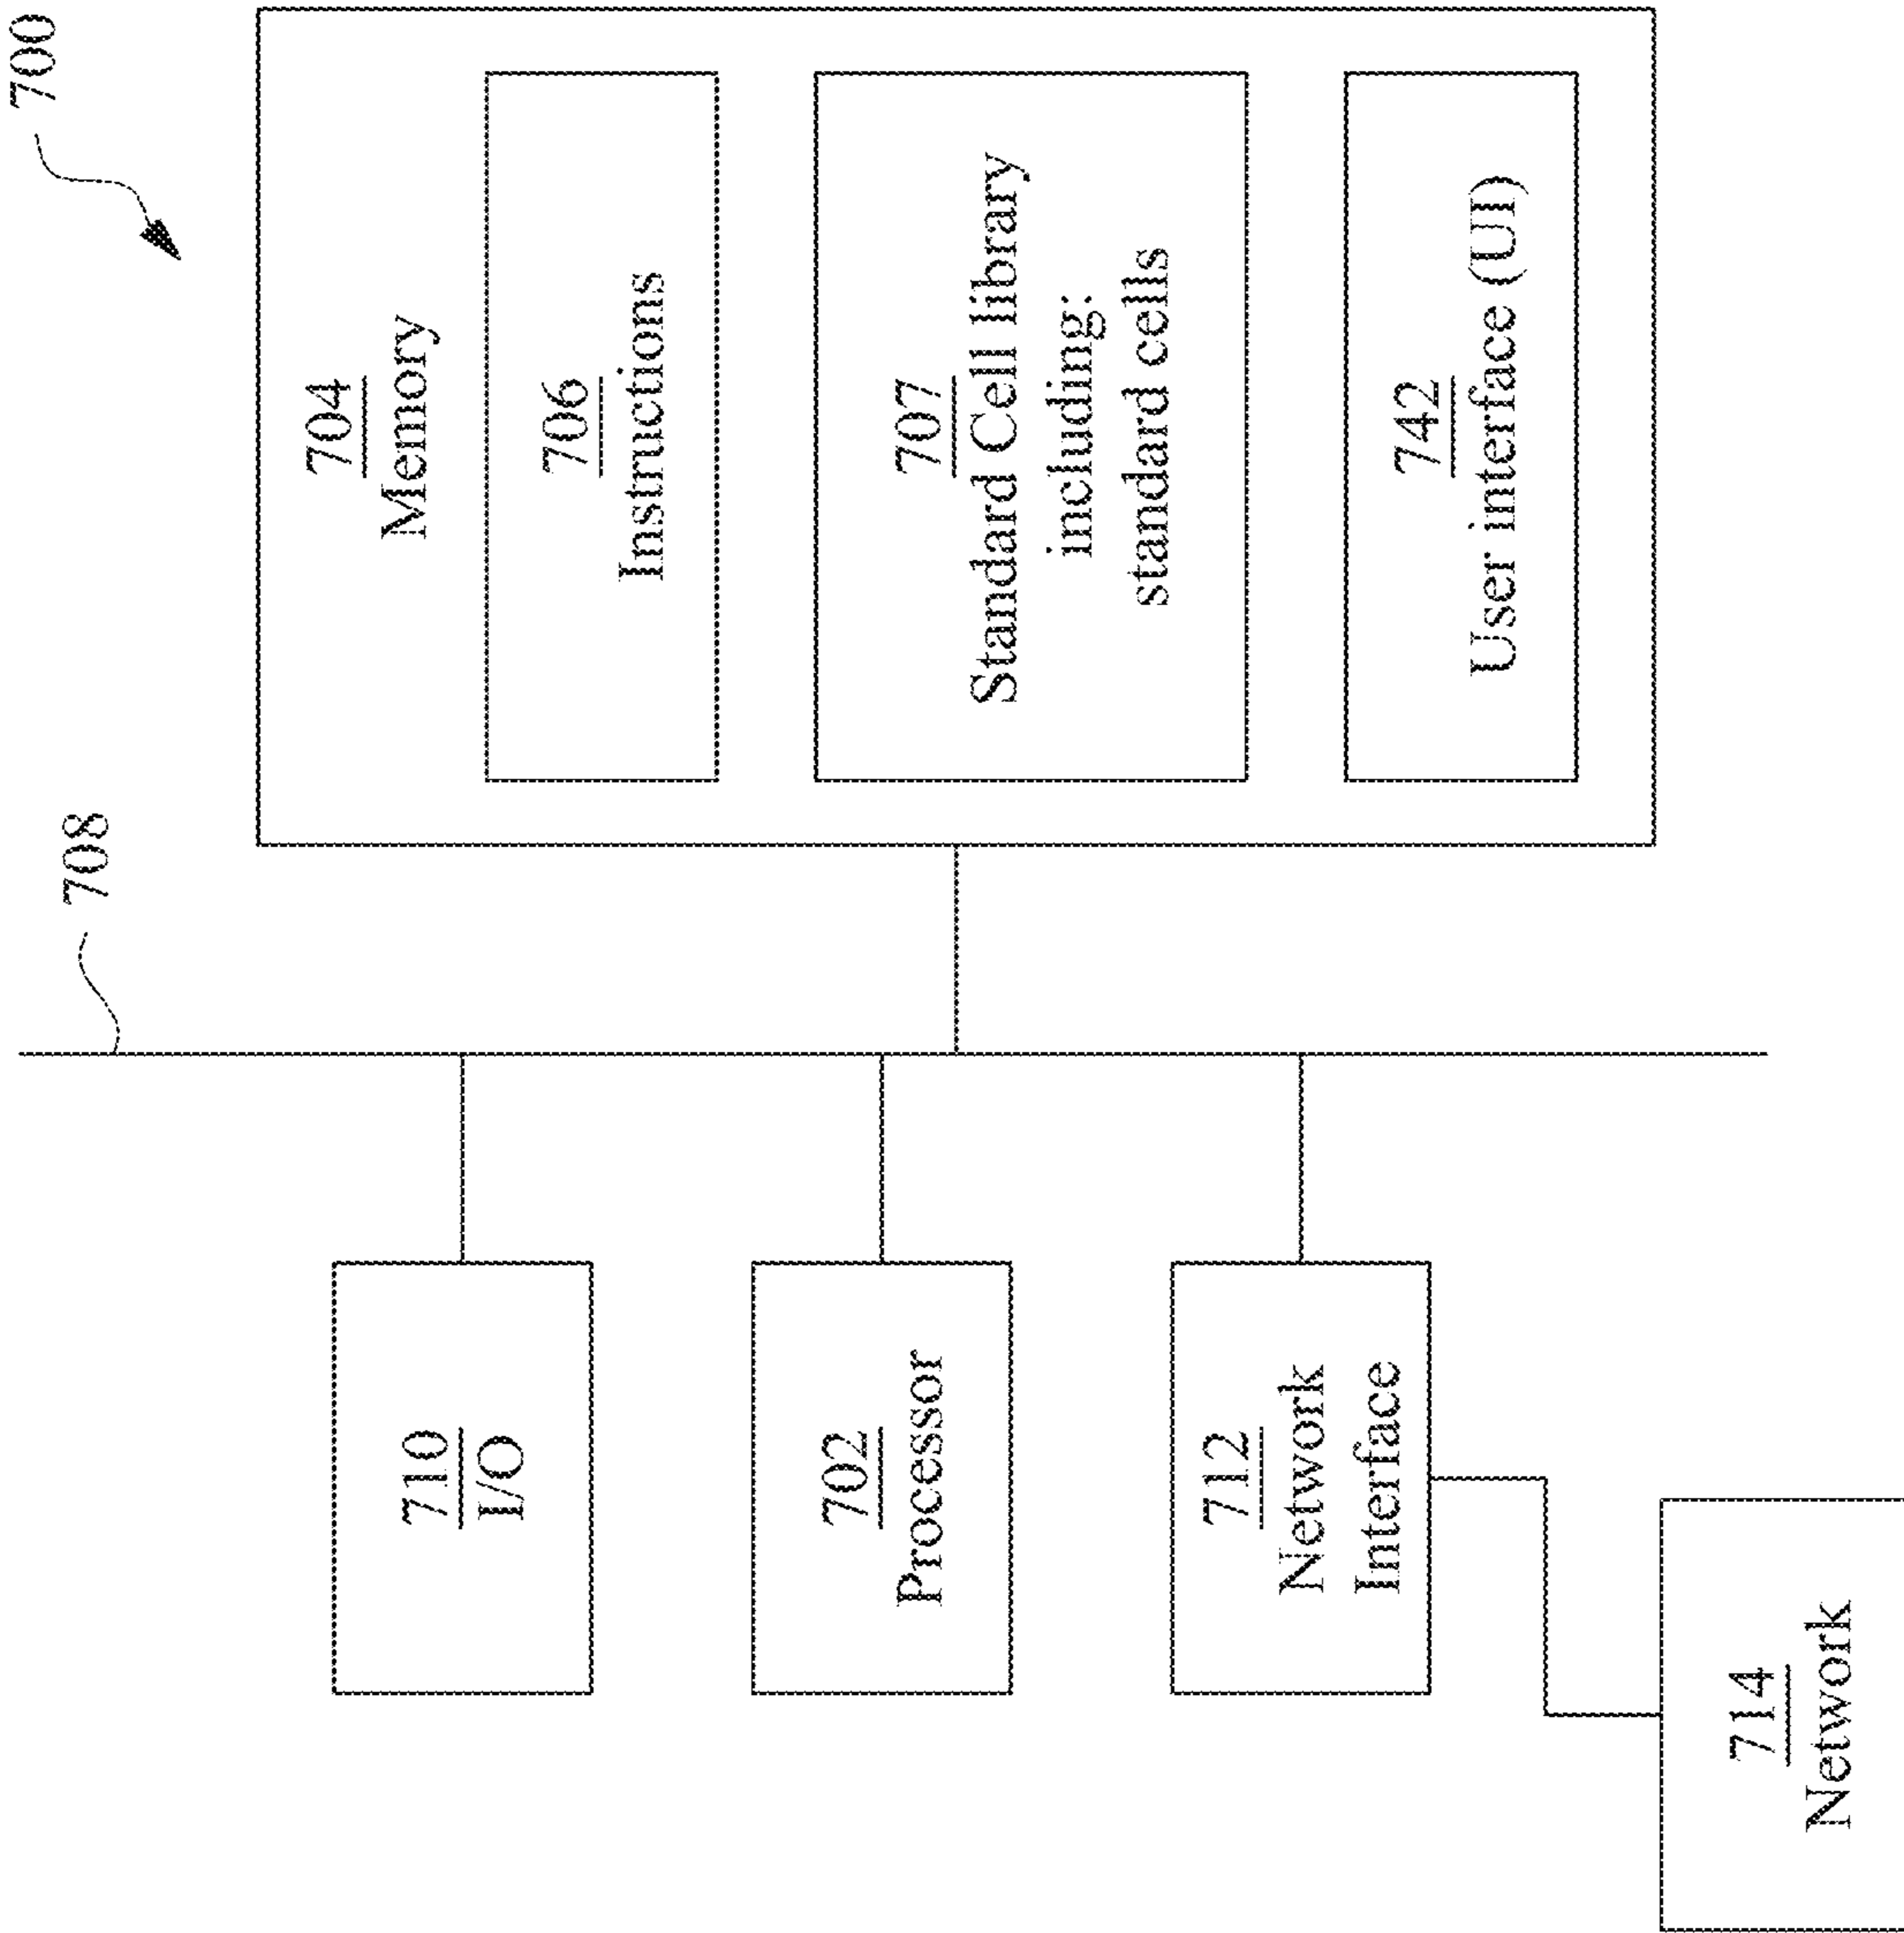 700
708
710
I/O
702
Processor
712
Network
Interface
714
Network
704
Memory
706
Instructions
707
Standard Cell library
including:
standard cells
742
User interface (UI)